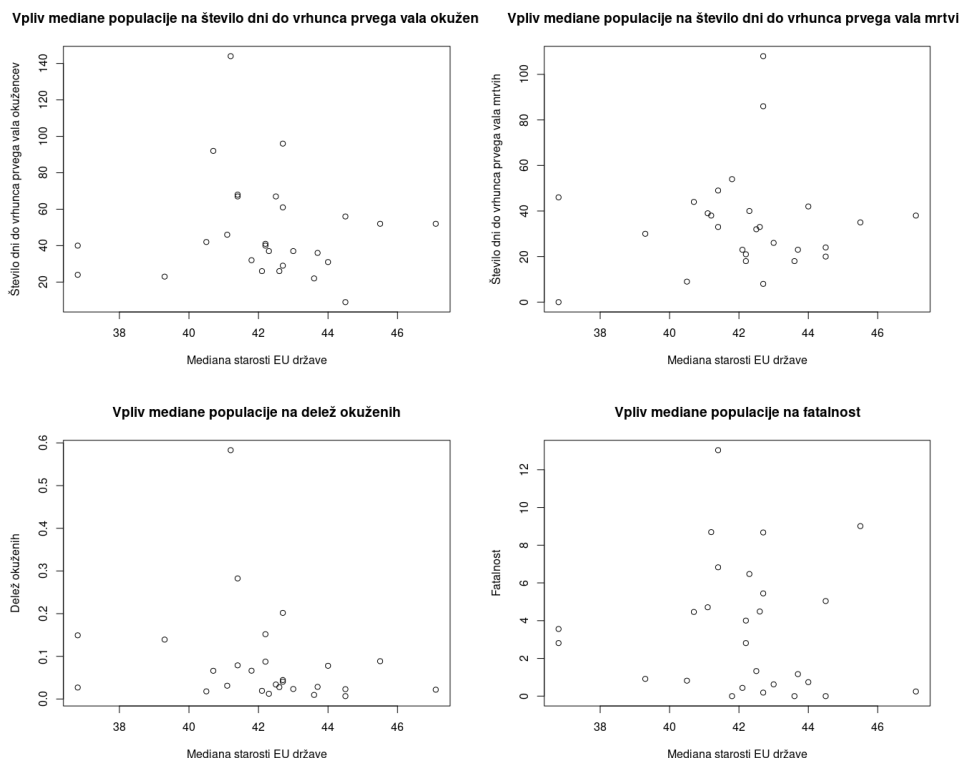 Vpliv mediane populacije na število dni do vrhunca prvega vala okužen
Število dni do vrhunca prvega vala okužencev
20 40 60 80 100 120 140
38 40 42 44 46
Mediana starosti EU države
Vpliv mediane populacije na število dni do vrhunca prvega vala mrtvi
Število dni do vrhunca prvega vala mrtvih
0 20 40 60 80 100
38 40 42 44 46
Mediana starosti EU države
Vpliv mediane populacije na delež okuženih
Delež okuženih
0.0 0.1 0.2 0.3 0.4 0.5 0.6
38 40 42 44 46
Mediana starosti EU države
Vpliv mediane populacije na fatalnost
Fatalnost
0 2 4 6 8 10 12
38 40 42 44 46
Mediana starosti EU države